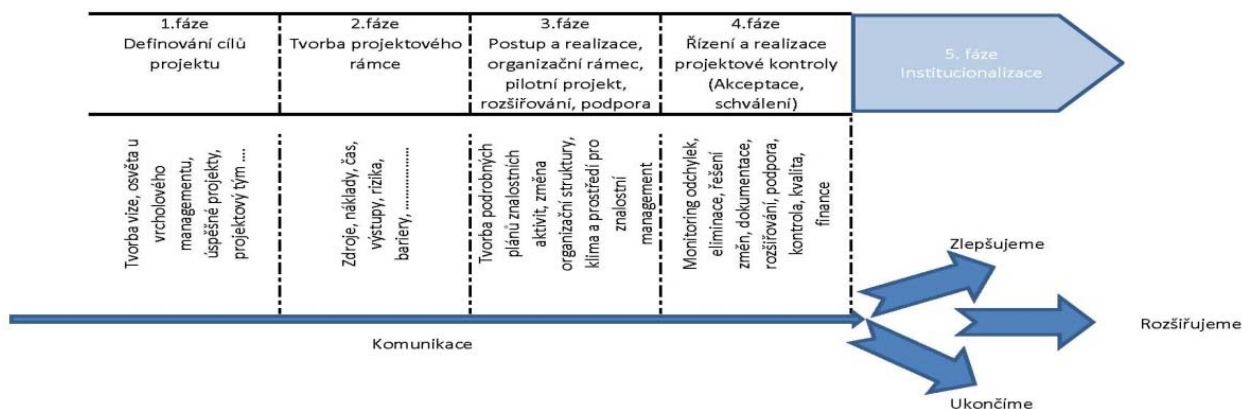 1.fáze
Definování cílů
projektu
2.fáze
Tvorba projektového
rámce
3.fáze
Postup a realizace,
organizační rámec,
pilotní projekt,
rozšiřování, podpora
4.fáze
Řízení a realizace
projektové kontroly
(Akceptace,
schválení)
5. fáze
Institucionalizace
Tvorba vize, osvěta u
vrcholového
managementu,
úspěšné projekty,
projektový tým ....
Zdroje, náklady, čas,
výstupy, rizika,
bariery, ...................
Tvorba podrobných
plánů znalostních
aktivit, změna
organizační struktury,
klima a prostředí pro
znalostní
management
Monitoring odchylek,
eliminace, řešení
změn, dokumentace,
rozšiřování, podpora,
kontrola, kvalita,
finance
Zlepšujeme
Rozšiřujeme
Komunikace
Ukončíme